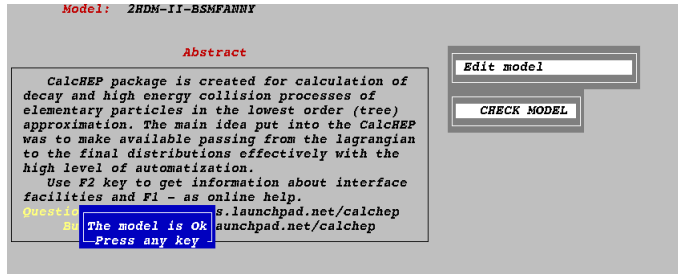 Model: 2HDM-II-BSMFANNY
Abstract
CalcHEP package is created for calculation of
decay and high energy collision processes of
elementary particles in the lowest order (tree)
approximation. The main idea put into the CalcHEP
was to make available passing from the lagrangian
to the final distributions effectively with the
high level of automatization.
Use F2 key to get information about interface
facilities and F1 - as online help.
Questio s.launchpad.net/calchep
Bu aunchpad.net/calchep
The model is Ok
Press any key
Edit model
CHECK MODEL